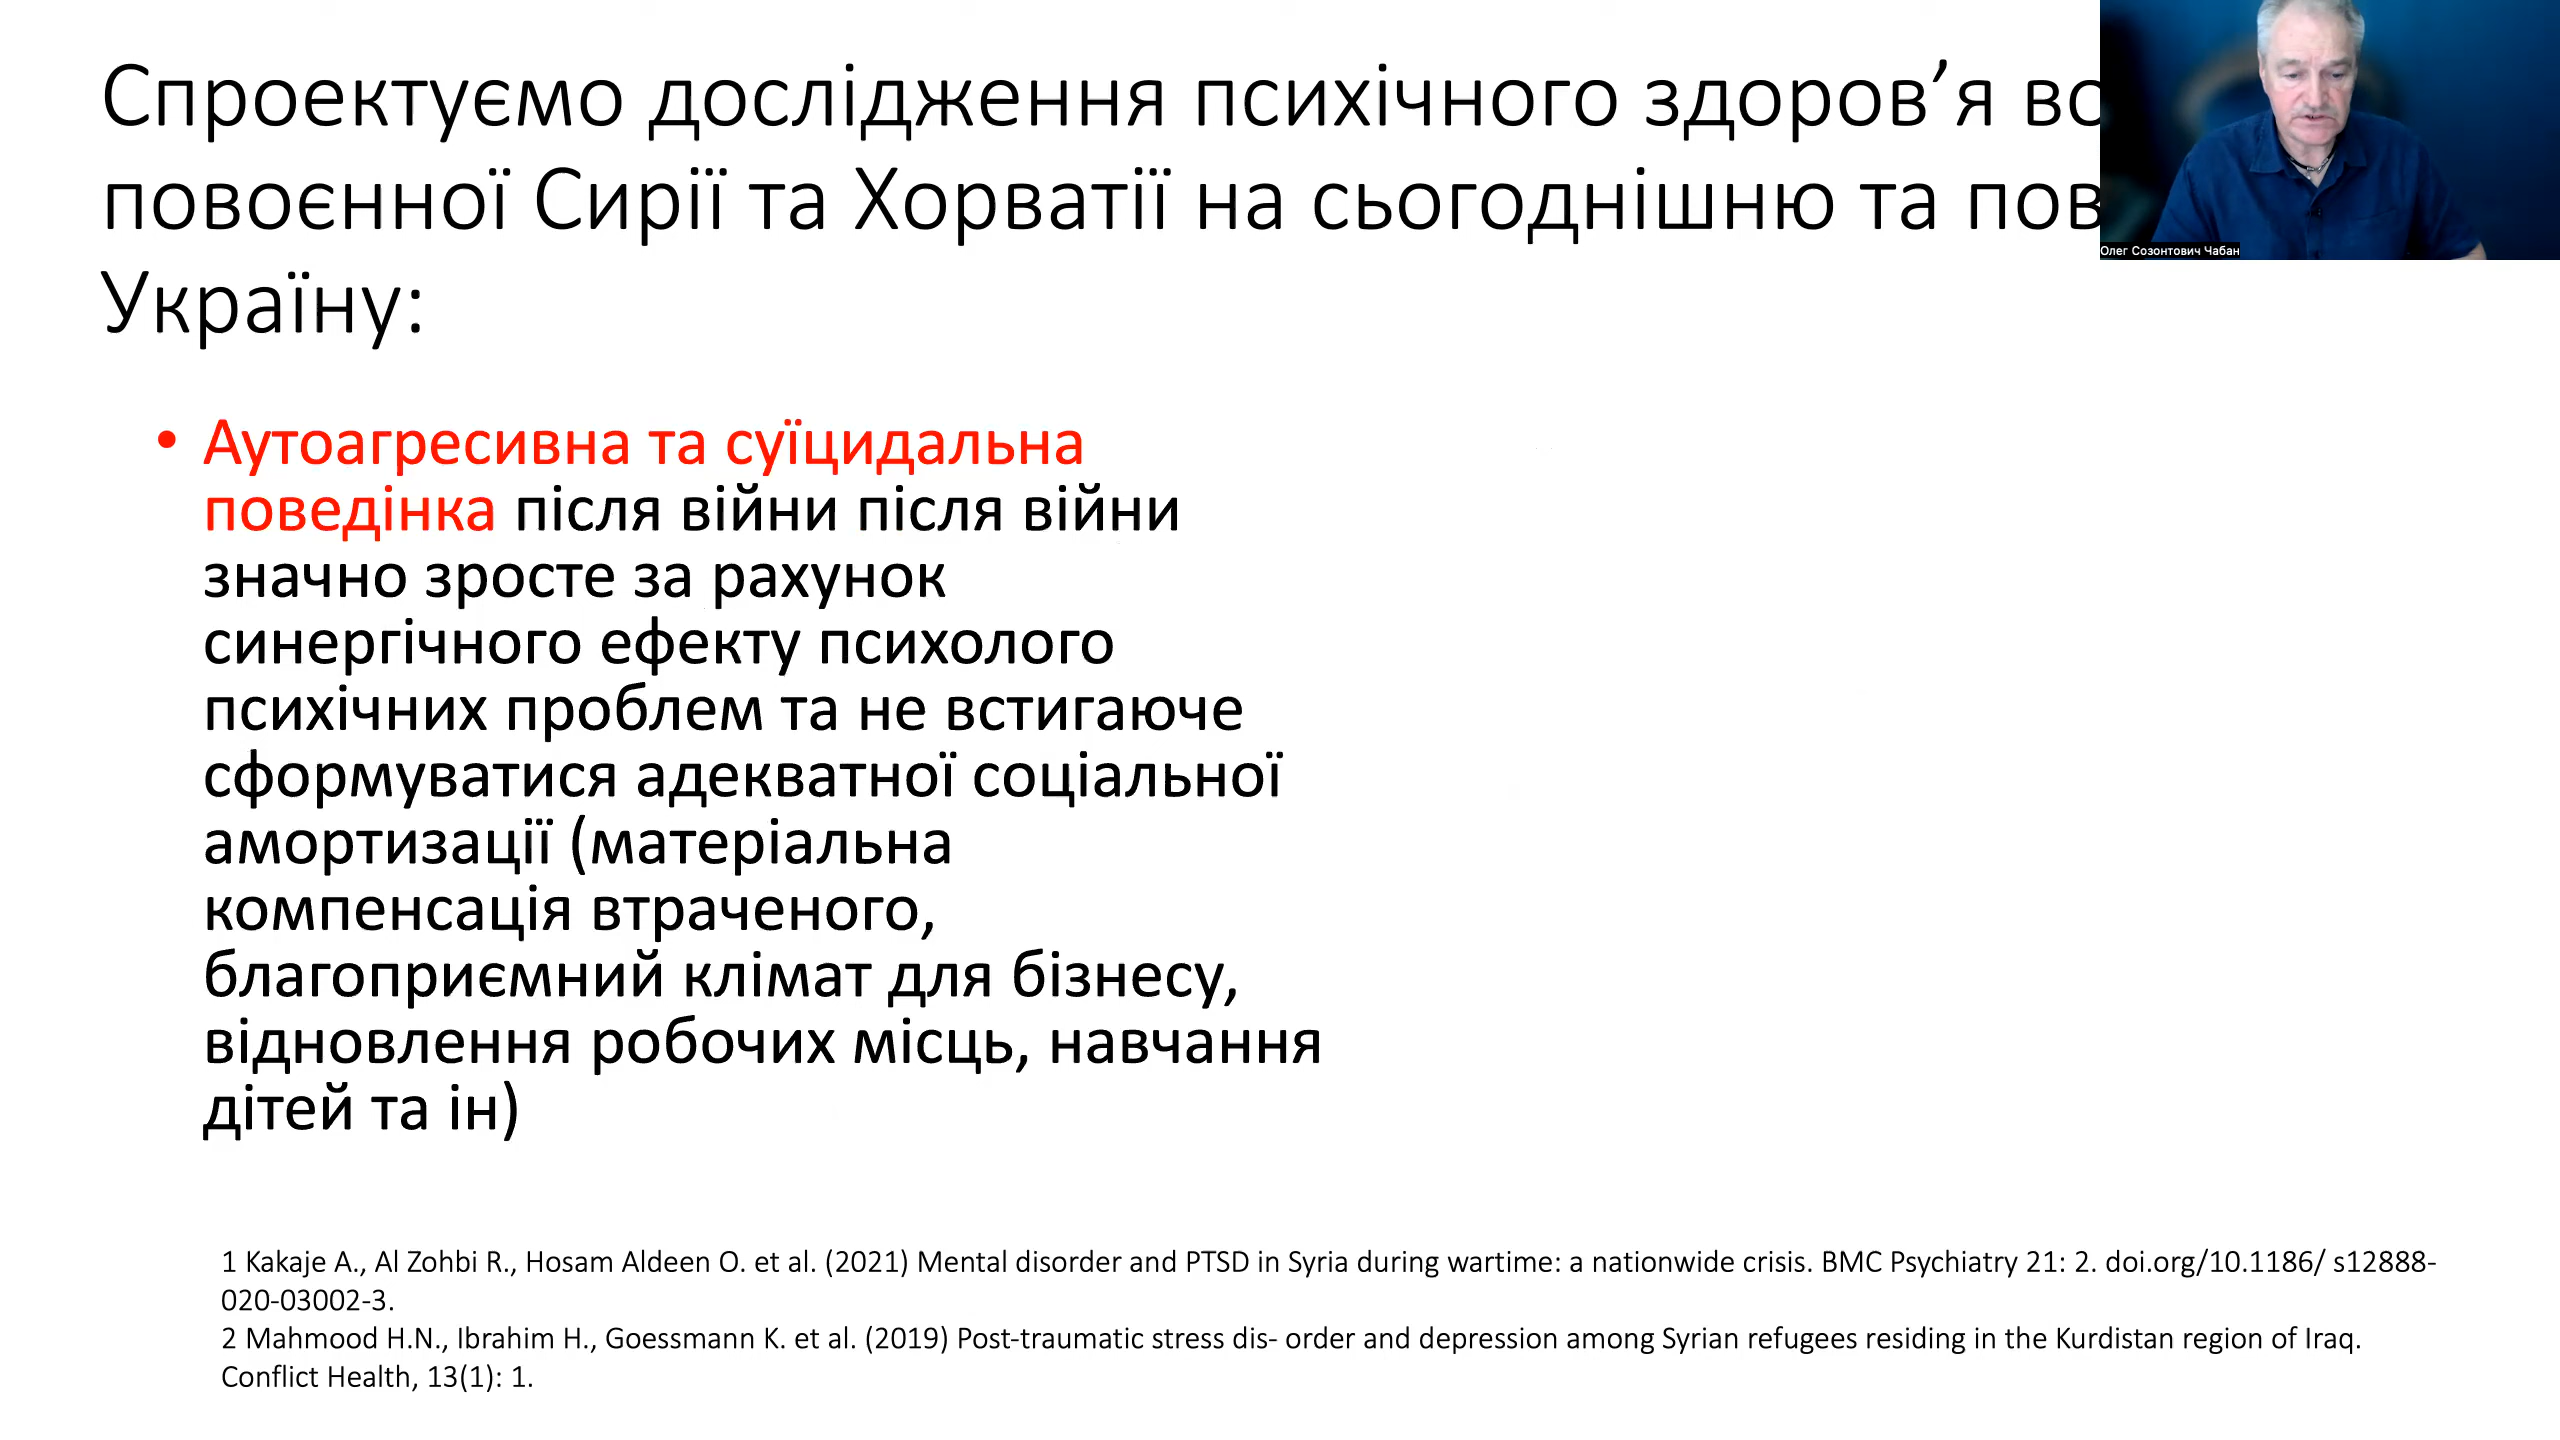 Спроектуємо дослідження психічного здоров’я
повоєнної Сирії та Хорватії на сьогоднішню та
Україну:
Олег Созонтович Чабан
• Аутоагресивна та суїцидальна
поведінка після війни після війни
значно зросте за рахунок
синергічного ефекту психолого
психічних проблем та не встигаюче
сформуватися адекватної соціальної
амортизації (матеріальна
компенсація втраченого,
благоприємний клімат для бізнесу,
відновлення робочих місць, навчання
дітей та ін)
1 Kakaje A., Al Zohbi R., Hosam Aldeen O. et al. (2021) Mental disorder and PTSD in Syria during wartime: a nationwide crisis. BMC Psychiatry 21: 2. doi.org/10.1186/ s12888-
020-03002-3.
2 Mahmood H.N., Ibrahim H., Goessmann K. et al. (2019) Post-traumatic stress dis- order and depression among Syrian refugees residing in the Kurdistan region of Iraq.
Conflict Health, 13(1): 1.